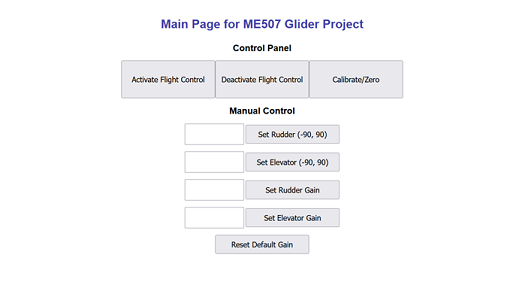 Main Page for ME507 Glider Project
Control Panel
Activate Flight Control Deactivate Flight Control Calibrate/Zero
Manual Control
Set Rudder (-90, 90)
Set Elevator (-90, 90)
Set Rudder Gain
Set Elevator Gain
Reset Default Gain